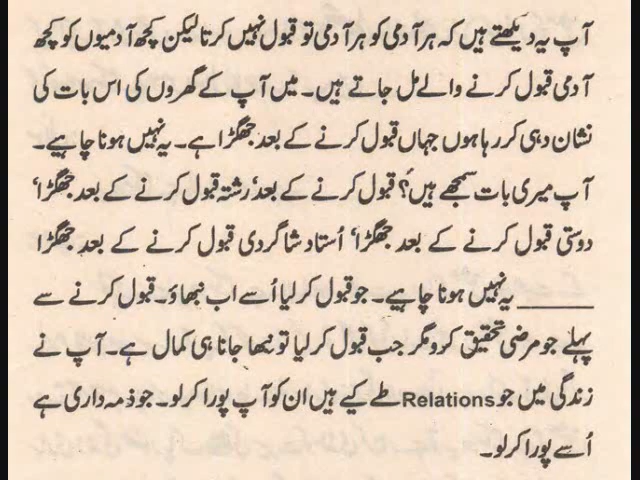 آپ یہ دیکھتے ہیں کہ ہر آدمی کو ہر آدمی تو قبول نہیں کرتا لیکن کچھ آدمیوں کو کچھ
آدمی قبول کرنے والے مل جاتے ہیں۔ میں آپ کے گھروں کی اس بات کی
نشان دہی کر رہا ہوں جہاں قبول کرنے کے بعد جھگڑا ہے۔ یہ نہیں ہونا چاہیے۔
آپ میری بات سمجھے ہیں؟ قبول کرنے کے بعد‘ رشتہ قبول کرنے کے بعد جھگڑا‘
دوستی قبول کرنے کے بعد جھگڑا‘ اُستاد شاگردی قبول کرنے کے بعد جھگڑا
ــــــــــــ یہ نہیں ہونا چاہیے۔ جو قبول کر لیا اُسے اب نبھاؤ۔ قبول کرنے سے
پہلے جو مرضی تحقیق کرو مگر جب قبول کر لیا تو نبھا جانا ہی کمال ہے۔ آپ نے
زندگی میں جو Relations طے کیے ہیں ان کو آپ پورا کر لو۔ جو ذمہ داری ہے
اُسے پورا کر لو۔